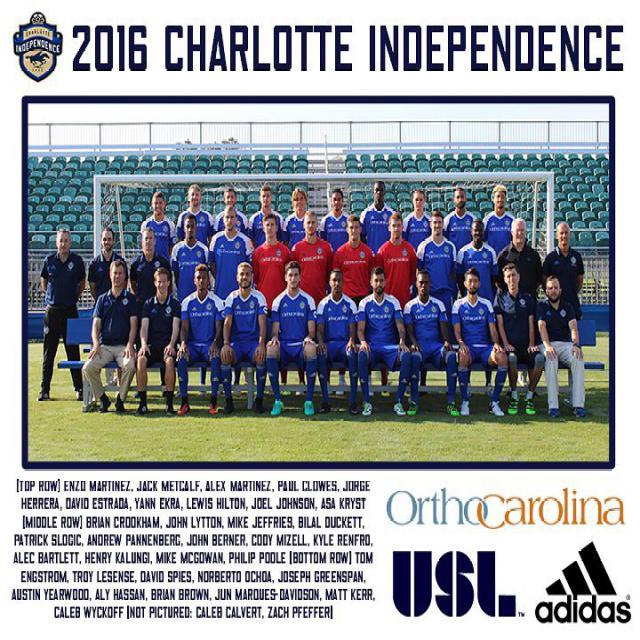 CHARLOTTE
INDEPENDENCE
2016 CHARLOTTE INDEPENDENCE
(TOP ROW) ENZO MARTINEZ, JACK METCALF, ALEX MARTINEZ, PAUL CLOWES, JORGE
HERRERA, DAVID ESTRADA, YANN EKRA, LEWIS HILTON, JOEL JOHNSON, ASA KRYST
(MIDDLE ROW) BRIAN CROOKHAM, JOHN LYTTON, MIKE JEFFRIES, BILAL DUCKETT,
PATRICK SLOGIC, ANDREW PANNENBERG, JOHN BERNER, CODY MIZELL, KYLE RENFRO,
ALEC BARTLETT, HENRY KALUNGI, MIKE MCGOWAN, PHILIP POOLE (BOTTOM ROW) TOM
ENGSTROM, TROY LESENSE, DAVID SPIES, NORBERTO OCHOA, JOSEPH GREENSPAN,
AUSTIN YEARWOOD, ALY HASSAN, BRIAN BROWN, JUN MARQUES-DAVIDSON, MATT KERR,
CALEB WYCKOFF (NOT PICTURED: CALEB CALVERT, ZACH PFEFFER)
OrthoCarolina
USL™
adidas®